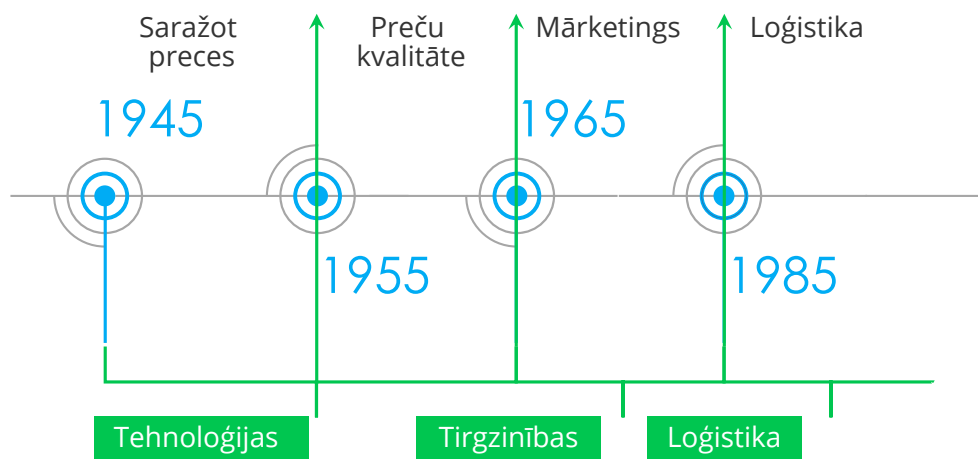 Saražot
preces
Preču
kvalitāte
Mārketings
Loģistika
1945
1965
1955
1985
Tehnoloģijas
Tirgzinības
Loģistika